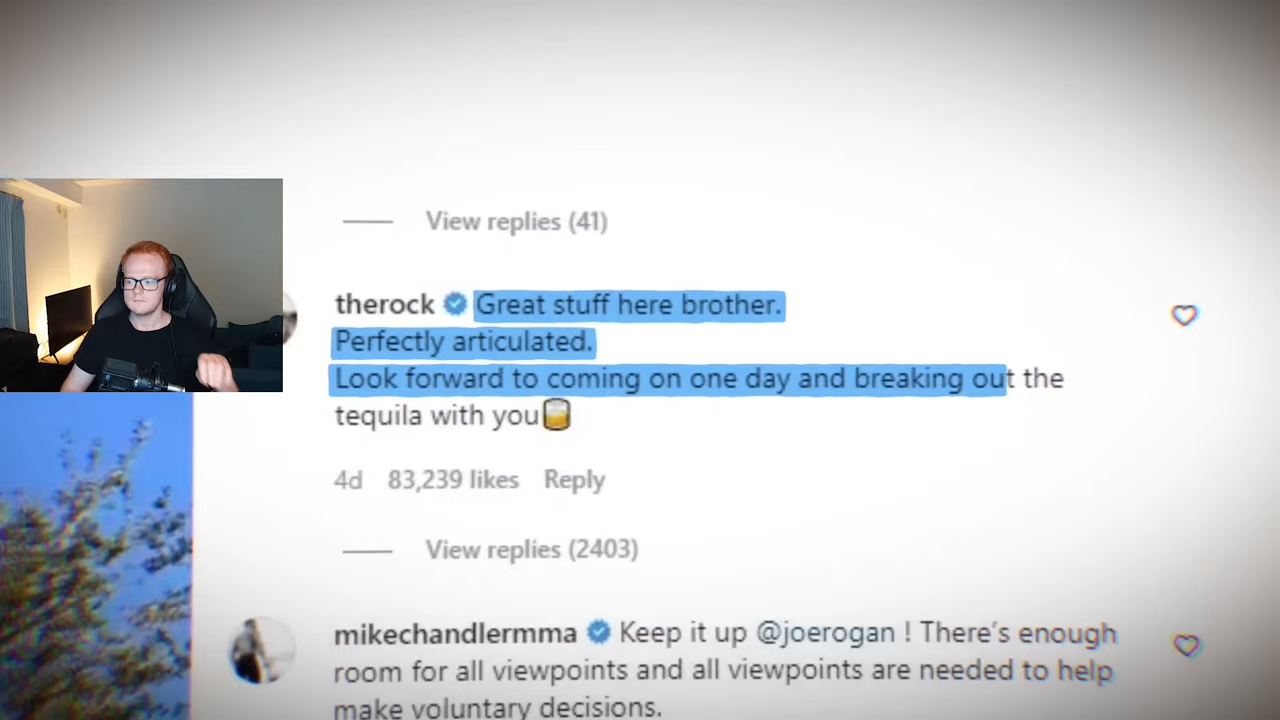 View replies (41)
therock Great stuff here brother.
Perfectly articulated.
Look forward to coming on one day and breaking out the
tequila with you
4d 83,239 likes Reply
View replies (2403)
mikechandlermma Keep it up @joerogan ! There's enough
room for all viewpoints and all viewpoints are needed to help
make voluntary decisions.